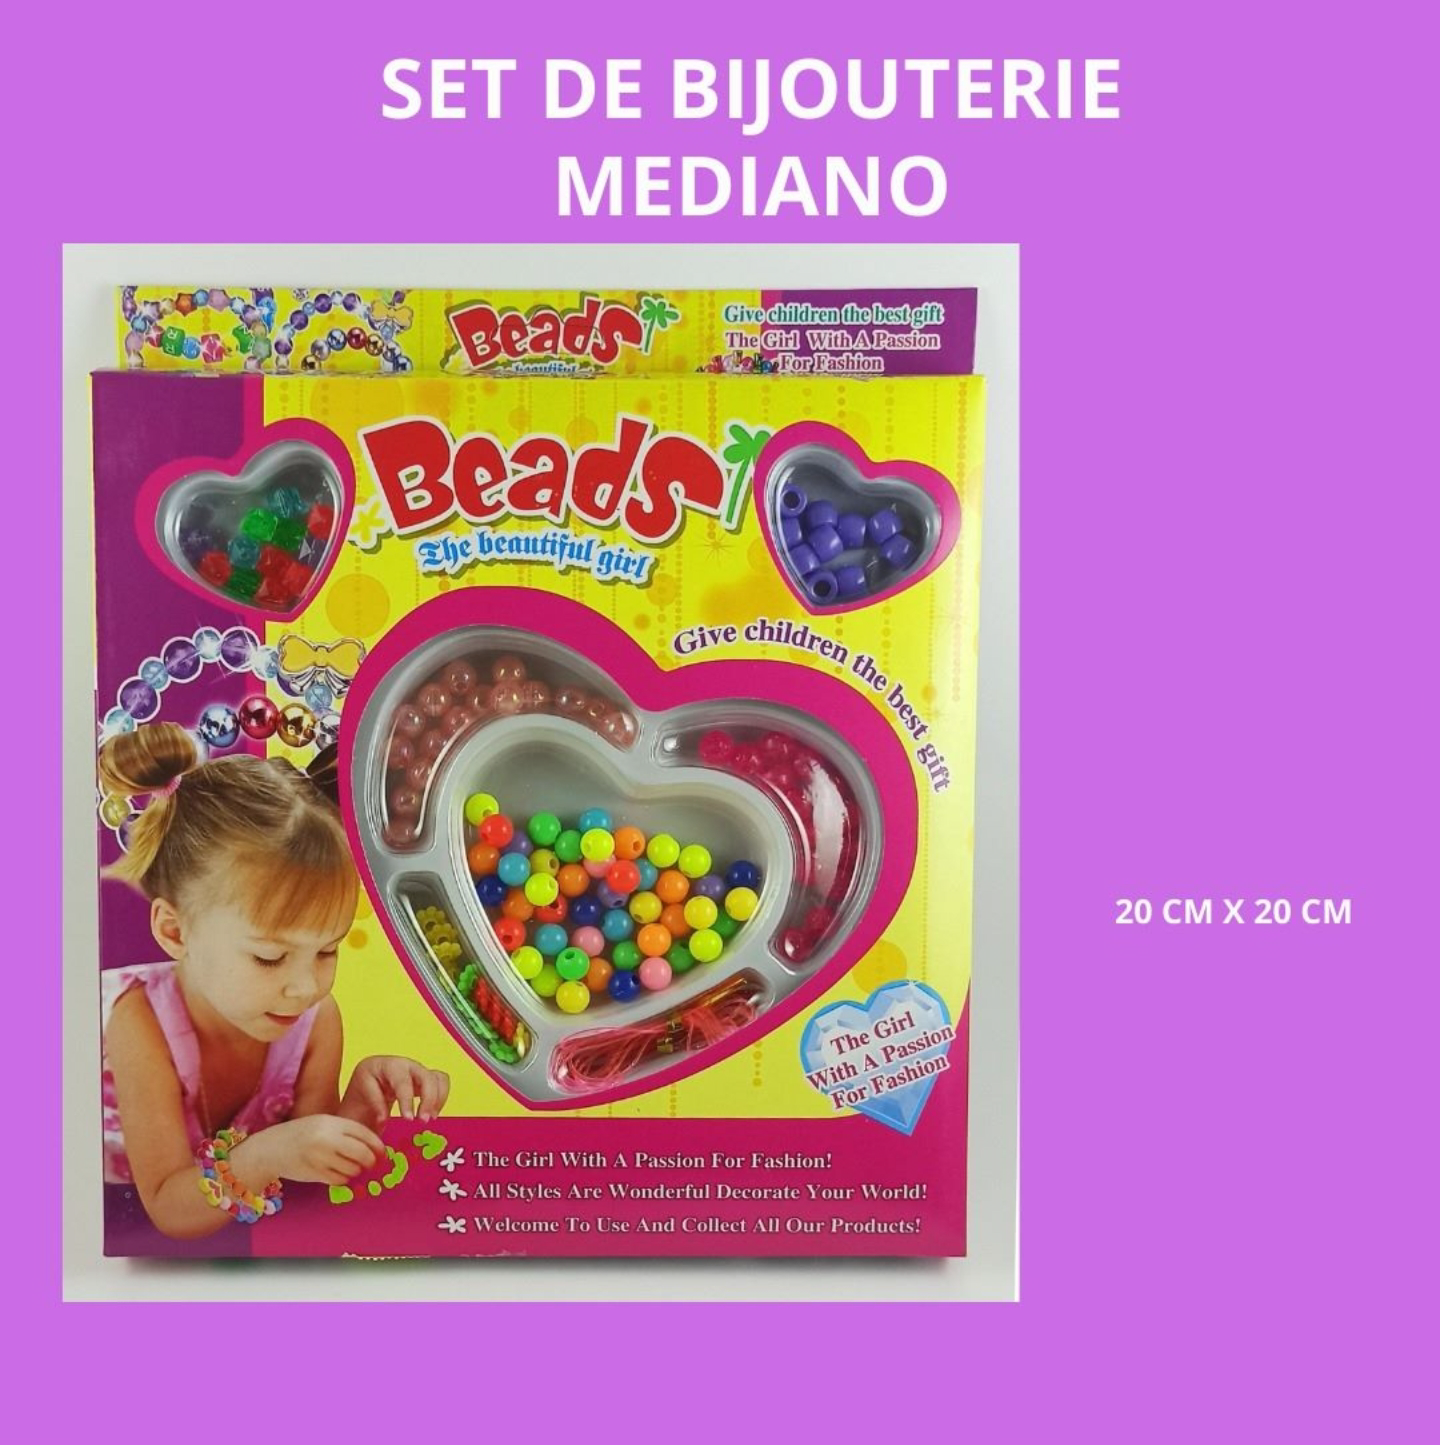 SET DE BIJOUTERIE
MEDIANO
Beads
beautiful
Give children the best gift
The Girl With A Passion
For Fashion
Beads
The beautiful girl
Give children the best gift
The Girl
With A Passion
For Fashion
The Girl With A Passion For Fashion!
All Styles Are Wonderful Decorate Your World!
Welcome To Use And Collect All Our Products!
20 CM X 20 CM